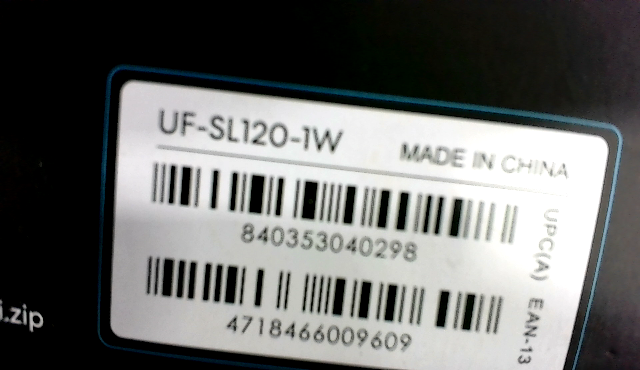 UF-SL120-1W
MADE IN CHINA
840353040298
UPC(A)
4718466009609
EAN-13
i.zip